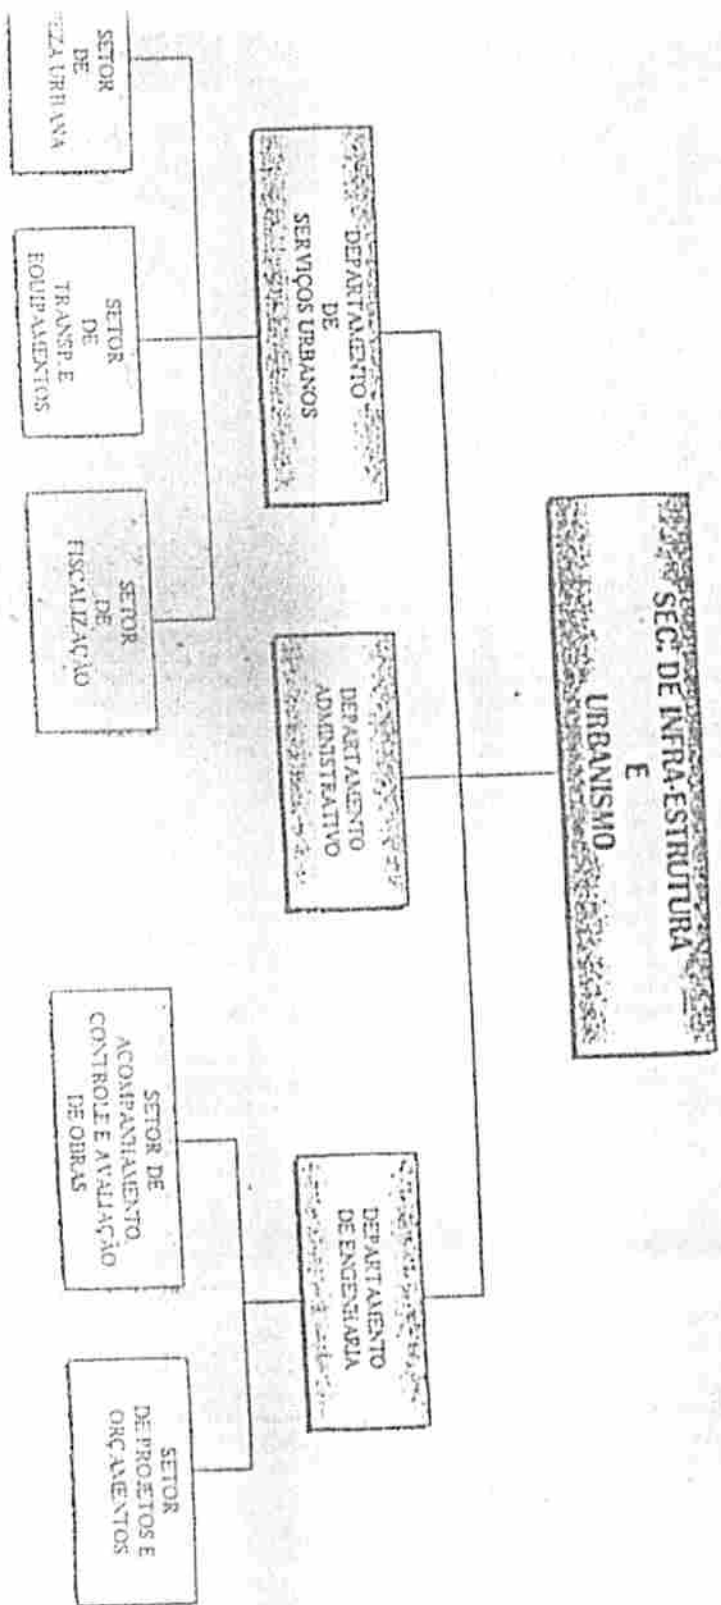 SEC. DE INFRA-ESTRUTURA
E
URBANISMO
DEPARTAMENTO
DE
SERVIÇOS URBANOS
DEPARTAMENTO
ADMINISTRATIVO
DEPARTAMENTO
DE ENGENHARIA
SETOR
DE
URBANA
SETOR
DE
TRANSP. E
EQUIPAMENTOS
SETOR
DE
FISCALIZAÇÃO
SETOR DE
ACOMPANHAMENTO,
CONTROLE E AVALIAÇÃO
DE OBRAS
SETOR
DE PROJETOS E
ORÇAMENTOS